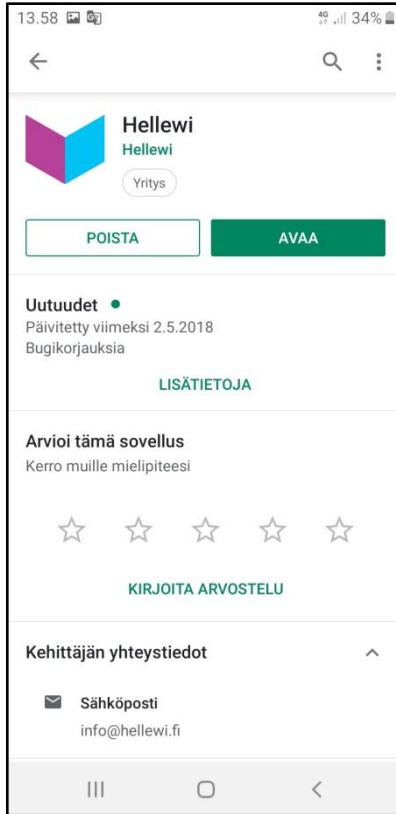 13.58 4G 34%
Hellewi
Hellewi
Yritys
POISTA AVAA
Uutuudet
Päivitetty viimeksi 2.5.2018
Bugikorjauksia
LISÄTIETOJA
Arvioi tämä sovellus
Kerro muille mielipiteesi
KIRJOITA ARVOSTELU
Kehittäjän yhteystiedot
Sähköposti
info@hellewi.fi